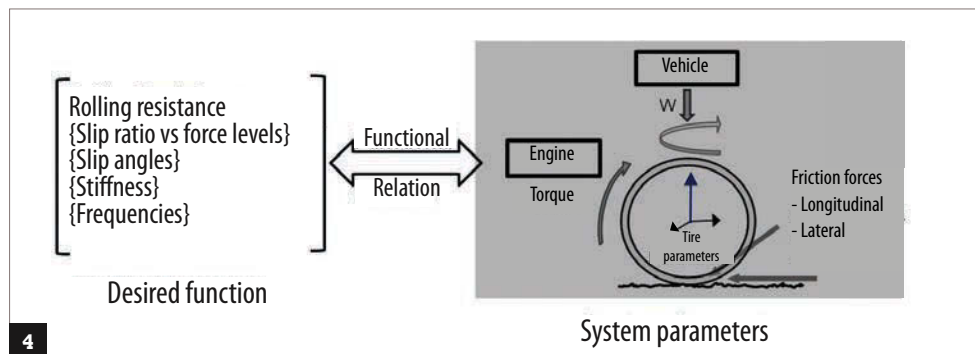 Rolling resistance
{Slip ratio vs force levels}
{Slip angles}
{Stiffness}
{Frequencies}
Desired function
Functional
Relation
Vehicle
W
Engine
Torque
Tire
parameters
Friction forces
- Longitudinal
- Lateral
System parameters
4